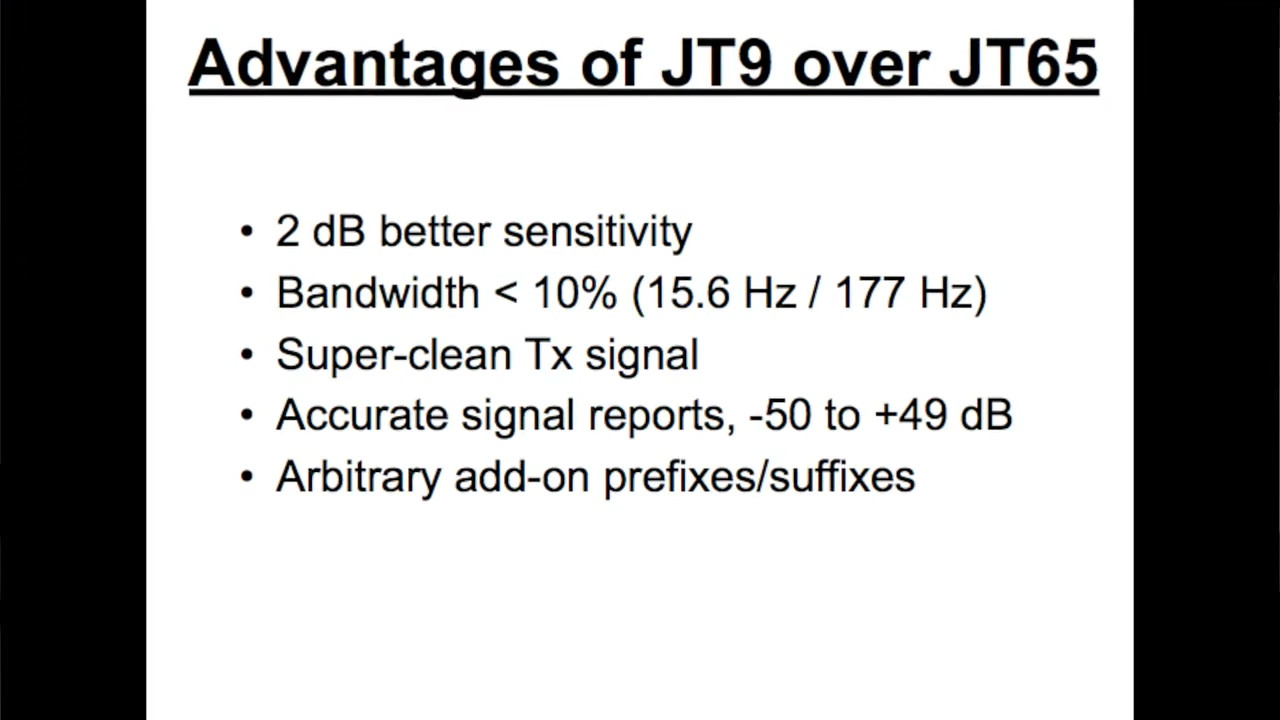 Advantages of JT9 over JT65
• 2 dB better sensitivity
• Bandwidth < 10% (15.6 Hz / 177 Hz)
• Super-clean Tx signal
• Accurate signal reports, -50 to +49 dB
• Arbitrary add-on prefixes/suffixes